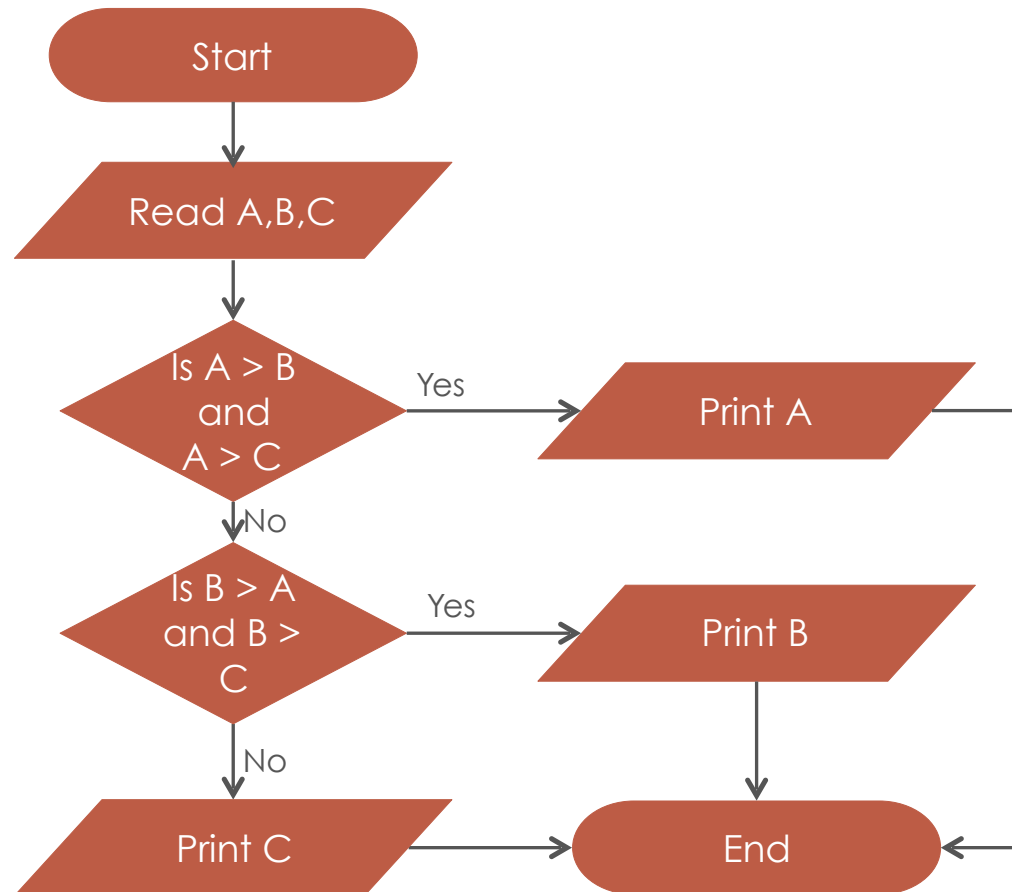 Start
Read A,B,C
Is A > B
and
A > C
Yes
Print A
No
Is B > A
and B >
C
Yes
Print B
No
Print C
End